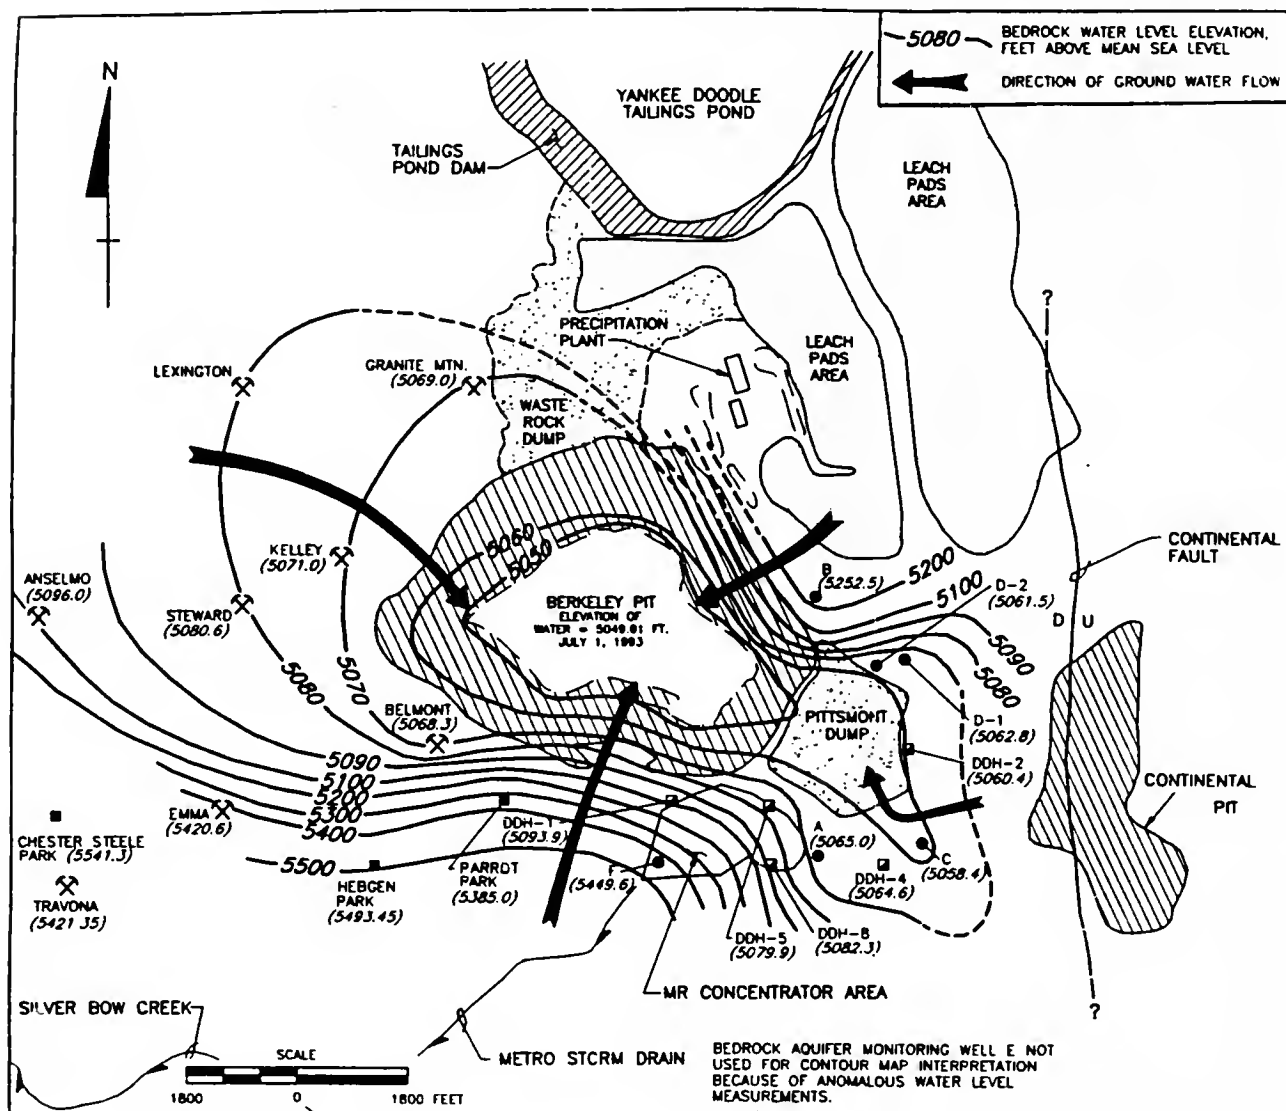 5080
BEDROCK WATER LEVEL ELEVATION,
FEET ABOVE MEAN SEA LEVEL
DIRECTION OF GROUND WATER FLOW
N
YANKEE DOODLE
TAILINGS POND
TAILINGS
POND DAM
LEACH
PADS
AREA
?
PRECIPITATION
PLANT
LEACH
PADS
AREA
LEXINGTON
GRANITE MTN.
(5069.0)
WASTE
ROCK
DUMP
CONTINENTAL
FAULT
5060
5050
KELLEY
(5071.0)
ANSELMO
(5096.0)
STEWARD
(5080.6)
B
(5252.5)
5200
5100
D-2
(5061.5)
BERKELEY PIT
ELEVATION OF
WATER = 5049.01 FT.
JULY 1, 1993
D U
5090
5080
5080
5070
BELMONT
(5068.3)
PITTSMONT
DUMP
D-1
(5062.8)
DDH-2
(5060.4)
CONTINENTAL
PIT
5090
5100
5200
5300
5400
5500
EMMA
(5420.6)
CHESTER STEELE
PARK (5541.3)
TRAVONA
(5421.35)
HEBGEN
PARK
(5493.45)
PARROT
PARK
(5385.0)
DDH-1
(5093.9)
(5449.6)
A
(5065.0)
DDH-4
(5064.6)
C
(5058.4)
DDH-5
(5079.9)
DDH-8
(5082.3)
MR CONCENTRATOR AREA
?
SILVER BOW CREEK
METRO STCRM DRAIN
SCALE
1800 0 1800 FEET
BEDROCK AQUIFER MONITORING WELL E NOT
USED FOR CONTOUR MAP INTERPRETATION
BECAUSE OF ANOMALOUS WATER LEVEL
MEASUREMENTS.